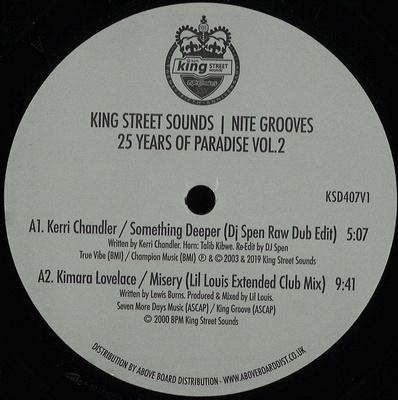 king STREET
SOUNDS
KING STREET SOUNDS | NITE GROOVES
25 YEARS OF PARADISE VOL.2
KSD407V1
A1. Kerri Chandler / Something Deeper (Dj Spen Raw Dub Edit) 5:07
Written by Kerri Chandler. Horn: Talib Kibwe. Re-Edit by DJ Spen
True Vibe (BMI) / Champion Music (BMI) Ⓟ & © 2003 & 2019 King Street Sounds
A2. Kimara Lovelace / Misery (Lil Louis Extended Club Mix) 9:41
Written by Lewis Burns. Produced & Mixed by Lil Louis.
Seven More Days Music (ASCAP) / King Groove (ASCAP)
Ⓟ 2000 BPM King Street Sounds
DISTRIBUTION BY ABOVE BOARD DISTRIBUTION - WWW.ABOVEBOARDDIST.CO.UK